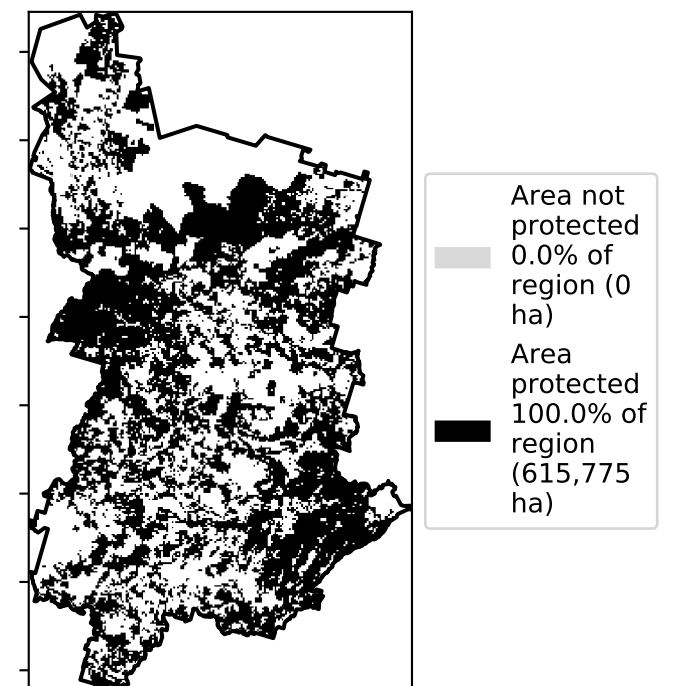 Area not
protected
0.0% of
region (0
ha)
Area
protected
100.0% of
region
(615,775
ha)